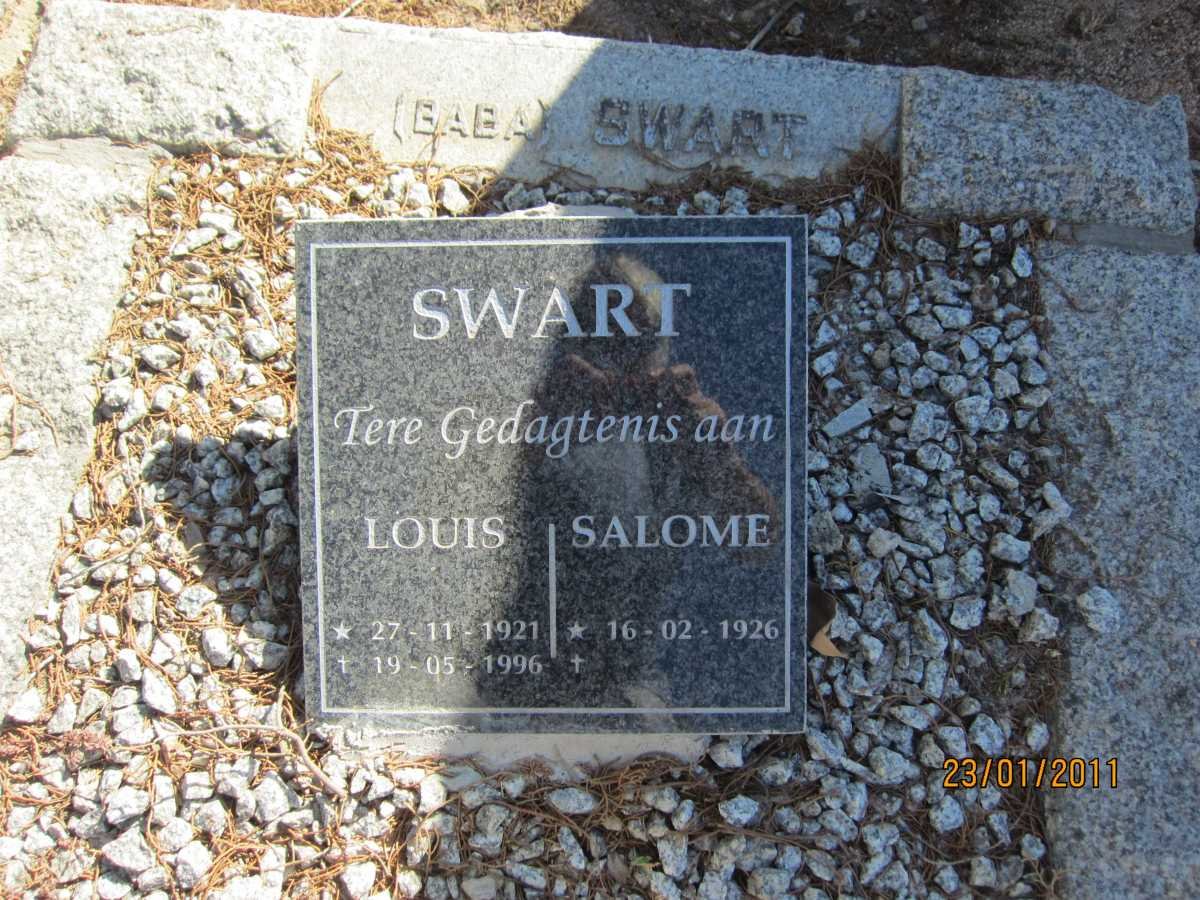 (BABA) SWART
SWART
Tere Gedagtenis aan
LOUIS SALOME
★ 27-11-1921 ★ 16-02-1926
† 19-05-1996 †
23/01/2011